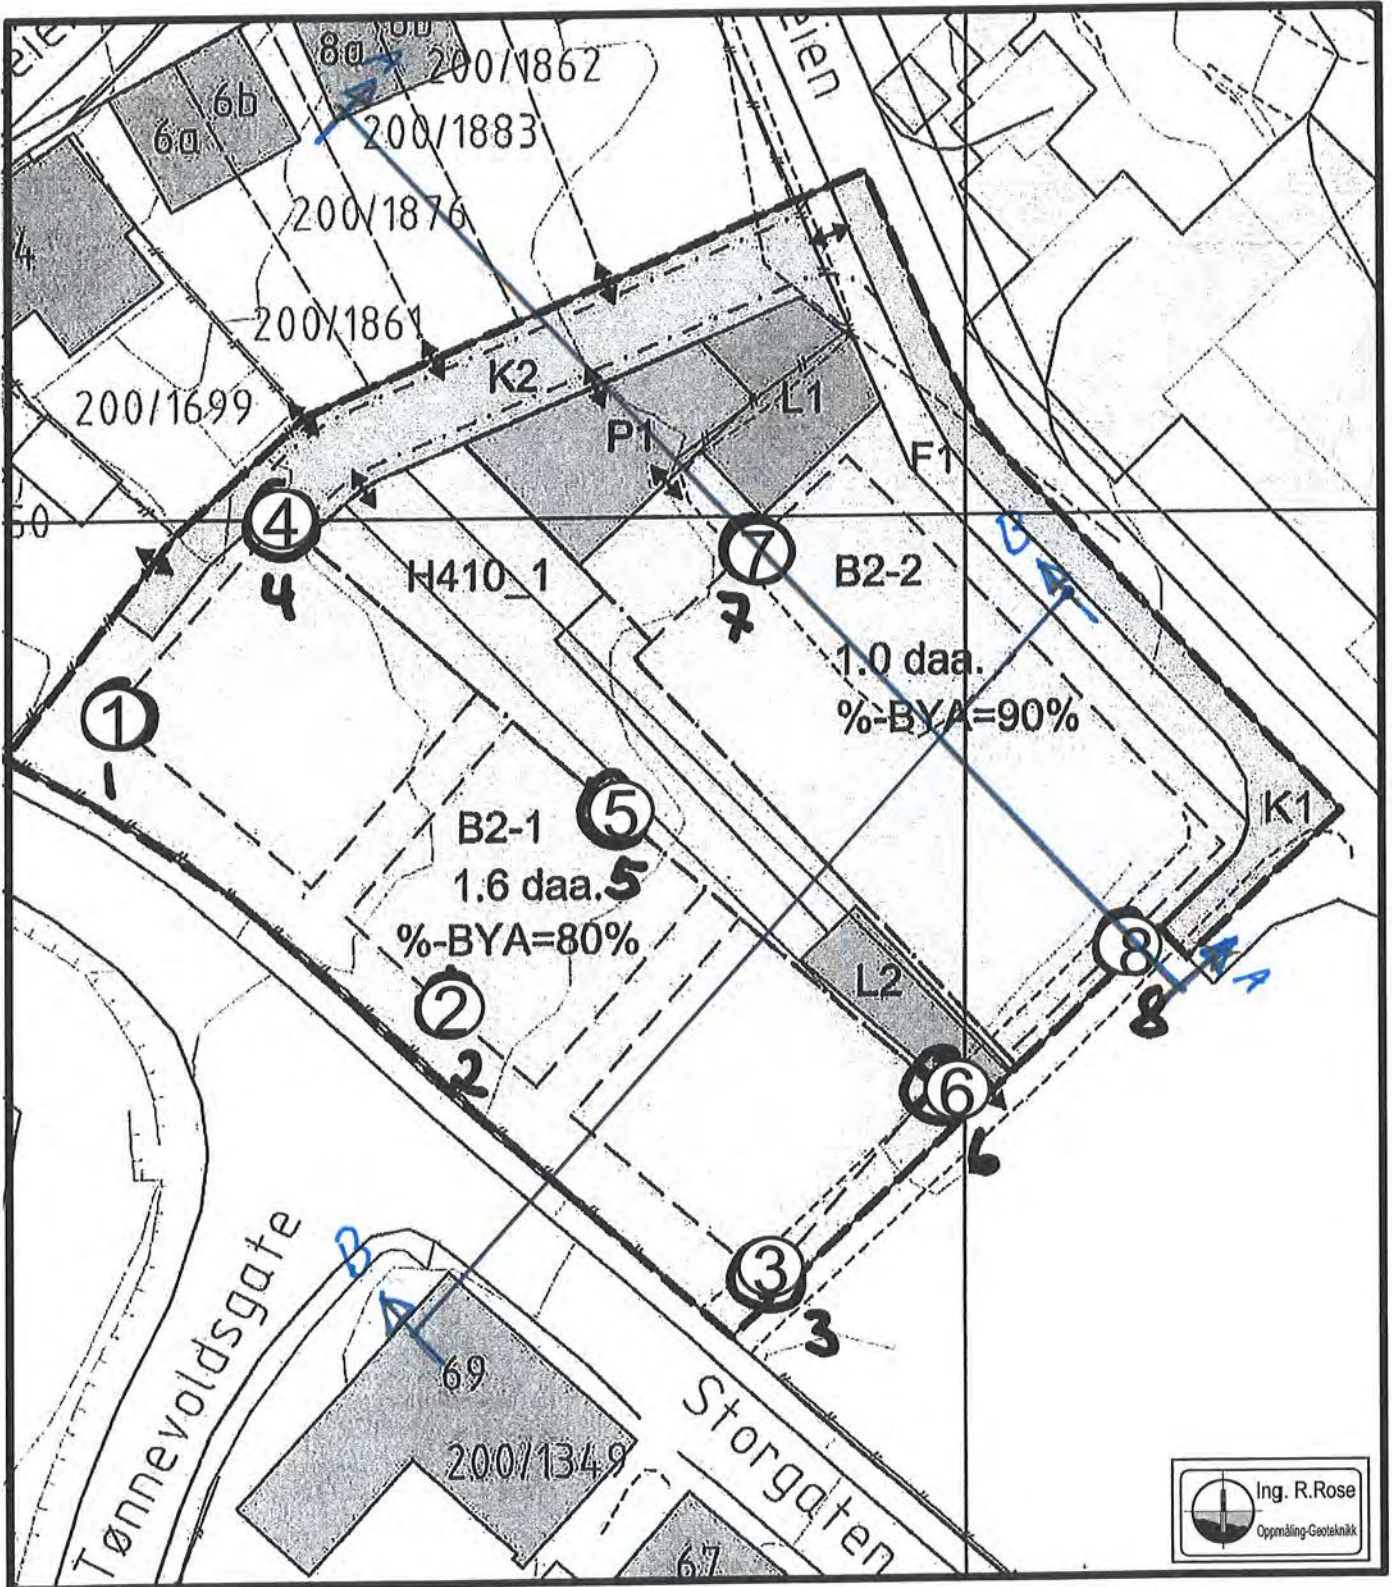 8a
8b
200/1862
A
6b
6a
200/1883
200/1876
4
200/1861
K2
200/1699
L1
P1
F1
50
4
4
H410_1
7
7
B2-2
B
1.0 daa.
%-BYA=90%
1
1
5
5
K1
B2-1
1.6 daa.
%-BYA=80%
L2
8
8
A
2
2
6
6
B
3
3
69
200/1349
67
Tønnevoldsgate
Storgaten
Ing. R.Rose
Oppmåling-Geoteknikk